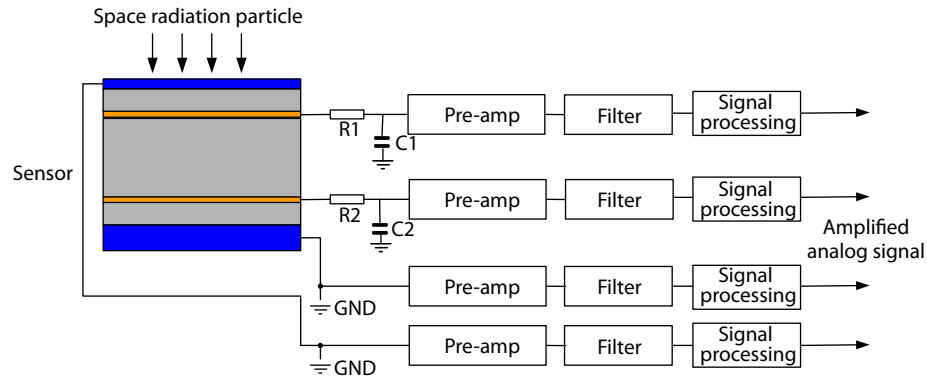 Space radiation particle
Sensor
R1
C1
Pre-amp
Filter
Signal
processing
R2
C2
Pre-amp
Filter
Signal
processing
Amplified
analog signal
GND
Pre-amp
Filter
Signal
processing
GND
Pre-amp
Filter
Signal
processing